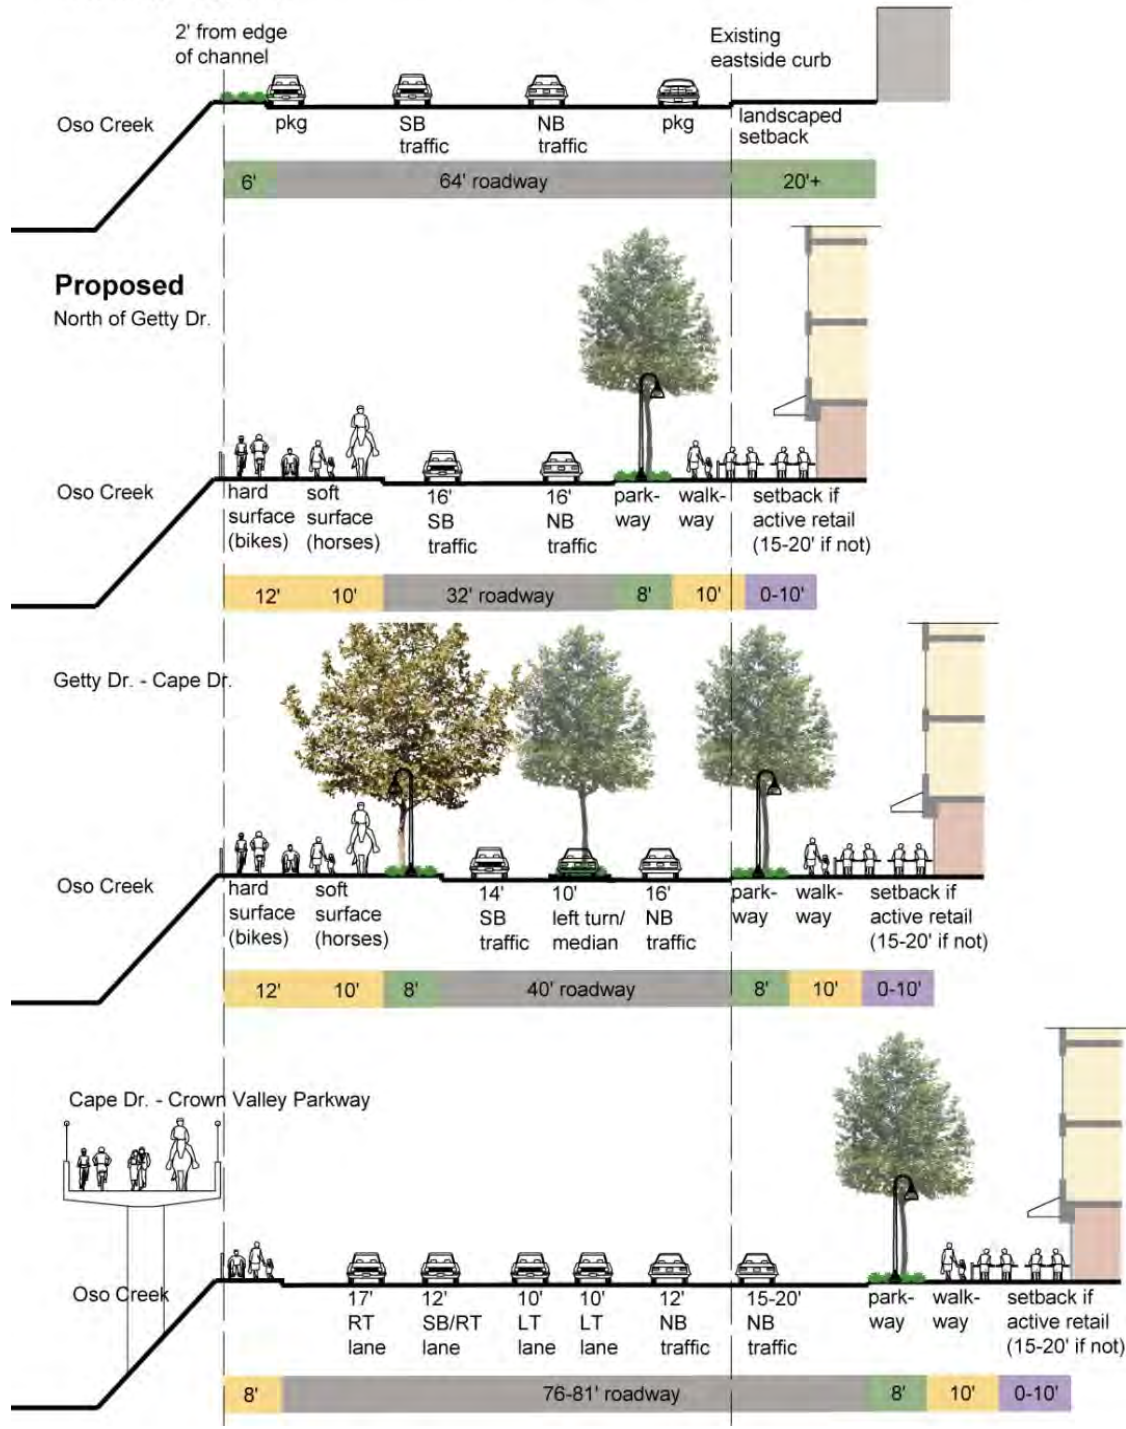 2' from edge
of channel
Existing
eastside curb
Oso Creek
pkg
SB
traffic
NB
traffic
pkg
landscaped
setback
6'
64' roadway
20'+
Proposed
North of Getty Dr.
Oso Creek
hard
surface
(bikes)
soft
surface
(horses)
16'
SB
traffic
16'
NB
traffic
park-
way
walk-
way
setback if
active retail
(15-20' if not)
12'
10'
32' roadway
8'
10'
0-10'
Getty Dr. - Cape Dr.
Oso Creek
hard
surface
(bikes)
soft
surface
(horses)
14'
SB
traffic
10'
left turn/
median
16'
NB
traffic
park-
way
walk-
way
setback if
active retail
(15-20' if not)
12'
10'
8'
40' roadway
8'
10'
0-10'
Cape Dr. - Crown Valley Parkway
Oso Creek
17'
RT
lane
12'
SB/RT
lane
10'
LT
lane
10'
LT
lane
12'
NB
traffic
15-20'
NB
traffic
park-
way
walk-
way
setback if
active retail
(15-20' if not)
8'
76-81' roadway
8'
10'
0-10'